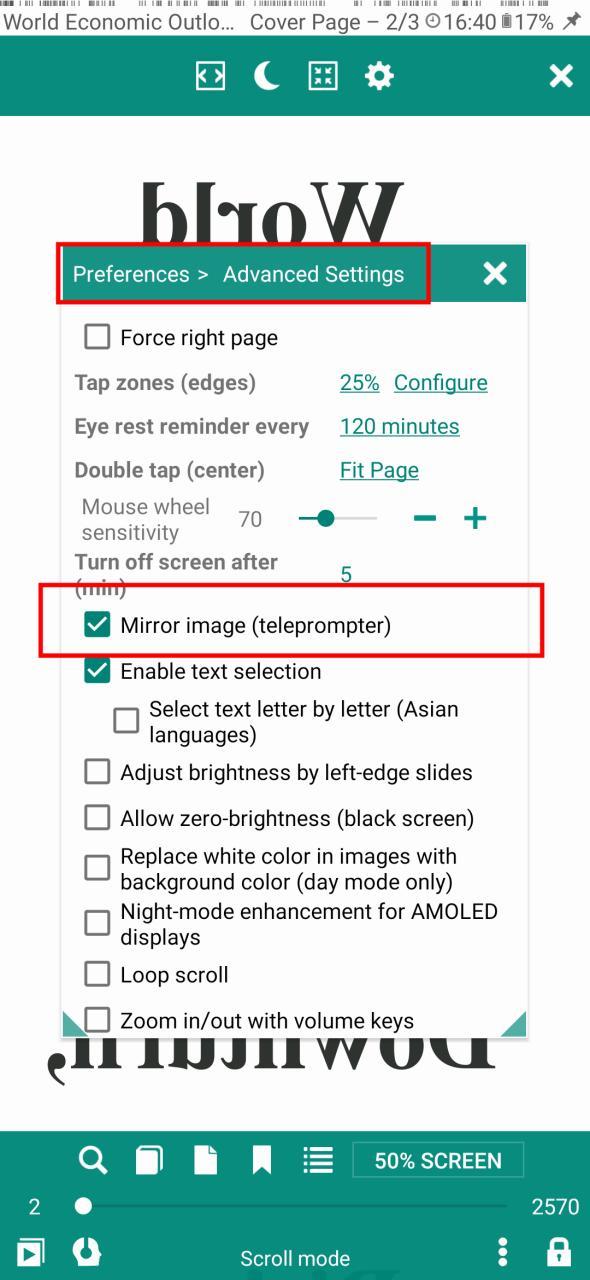 World Economic Outlo... Cover Page – 2/3 16:40 17%
World
Preferences > Advanced Settings
Force right page
Tap zones (edges) 25% Configure
Eye rest reminder every 120 minutes
Double tap (center) Fit Page
Mouse wheel
sensitivity 70
Turn off screen after
(min) 5
Mirror image (teleprompter)
Enable text selection
Select text letter by letter (Asian
languages)
Adjust brightness by left-edge slides
Allow zero-brightness (black screen)
Replace white color in images with
background color (day mode only)
Night-mode enhancement for AMOLED
displays
Loop scroll
Zoom in/out with volume keys
50% SCREEN
2 2570
Scroll mode